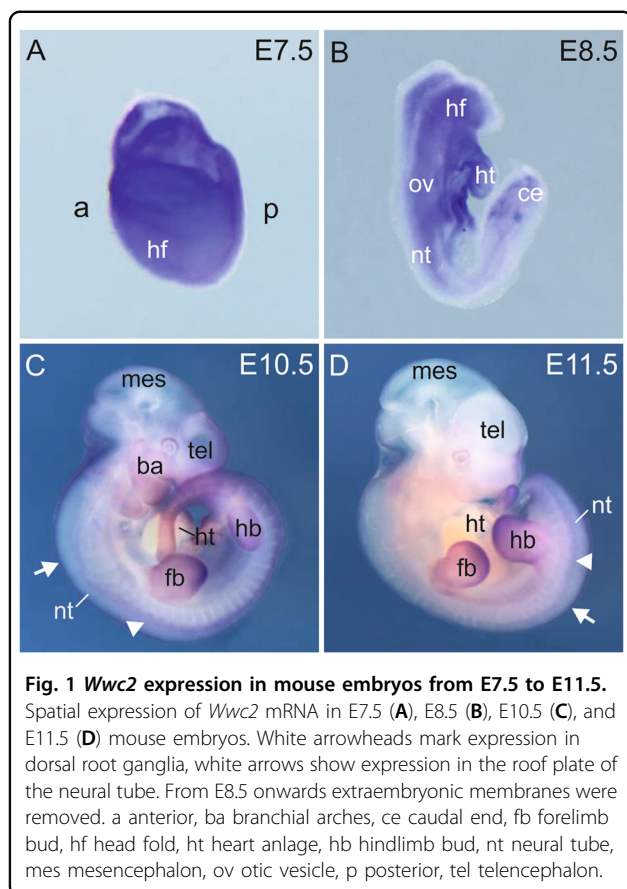 A E7.5
a p
hf
B E8.5
hf
ov ht ce
nt
C E10.5
mes
tel
ba
ht hb
fb
nt
D E11.5
mes
tel
nt
ht hb
fb
Fig. 1 Wwc2 expression in mouse embryos from E7.5 to E11.5.
Spatial expression of Wwc2 mRNA in E7.5 (A), E8.5 (B), E10.5 (C), and
E11.5 (D) mouse embryos. White arrowheads mark expression in
dorsal root ganglia, white arrows show expression in the roof plate of
the neural tube. From E8.5 onwards extraembryonic membranes were
removed. a anterior, ba branchial arches, ce caudal end, fb forelimb
bud, hf head fold, ht heart anlage, hb hindlimb bud, nt neural tube,
mes mesencephalon, ov otic vesicle, p posterior, tel telencephalon.